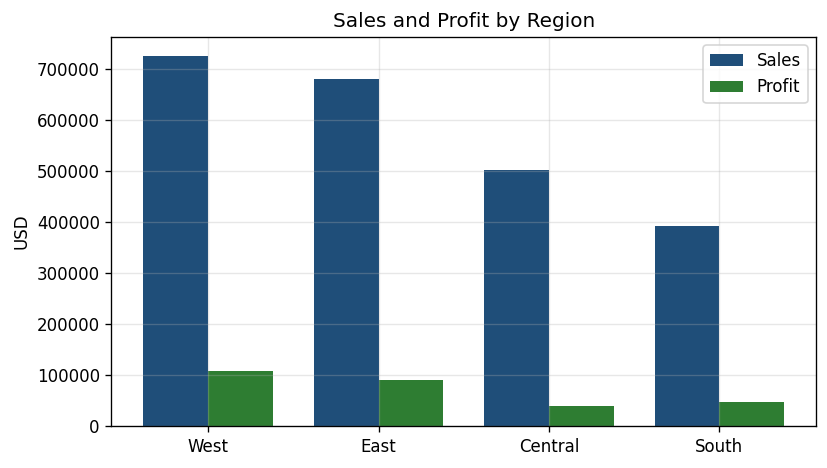 Sales and Profit by Region
Sales
Profit
700000
600000
500000
400000
300000
200000
100000
0
USD
West
East
Central
South